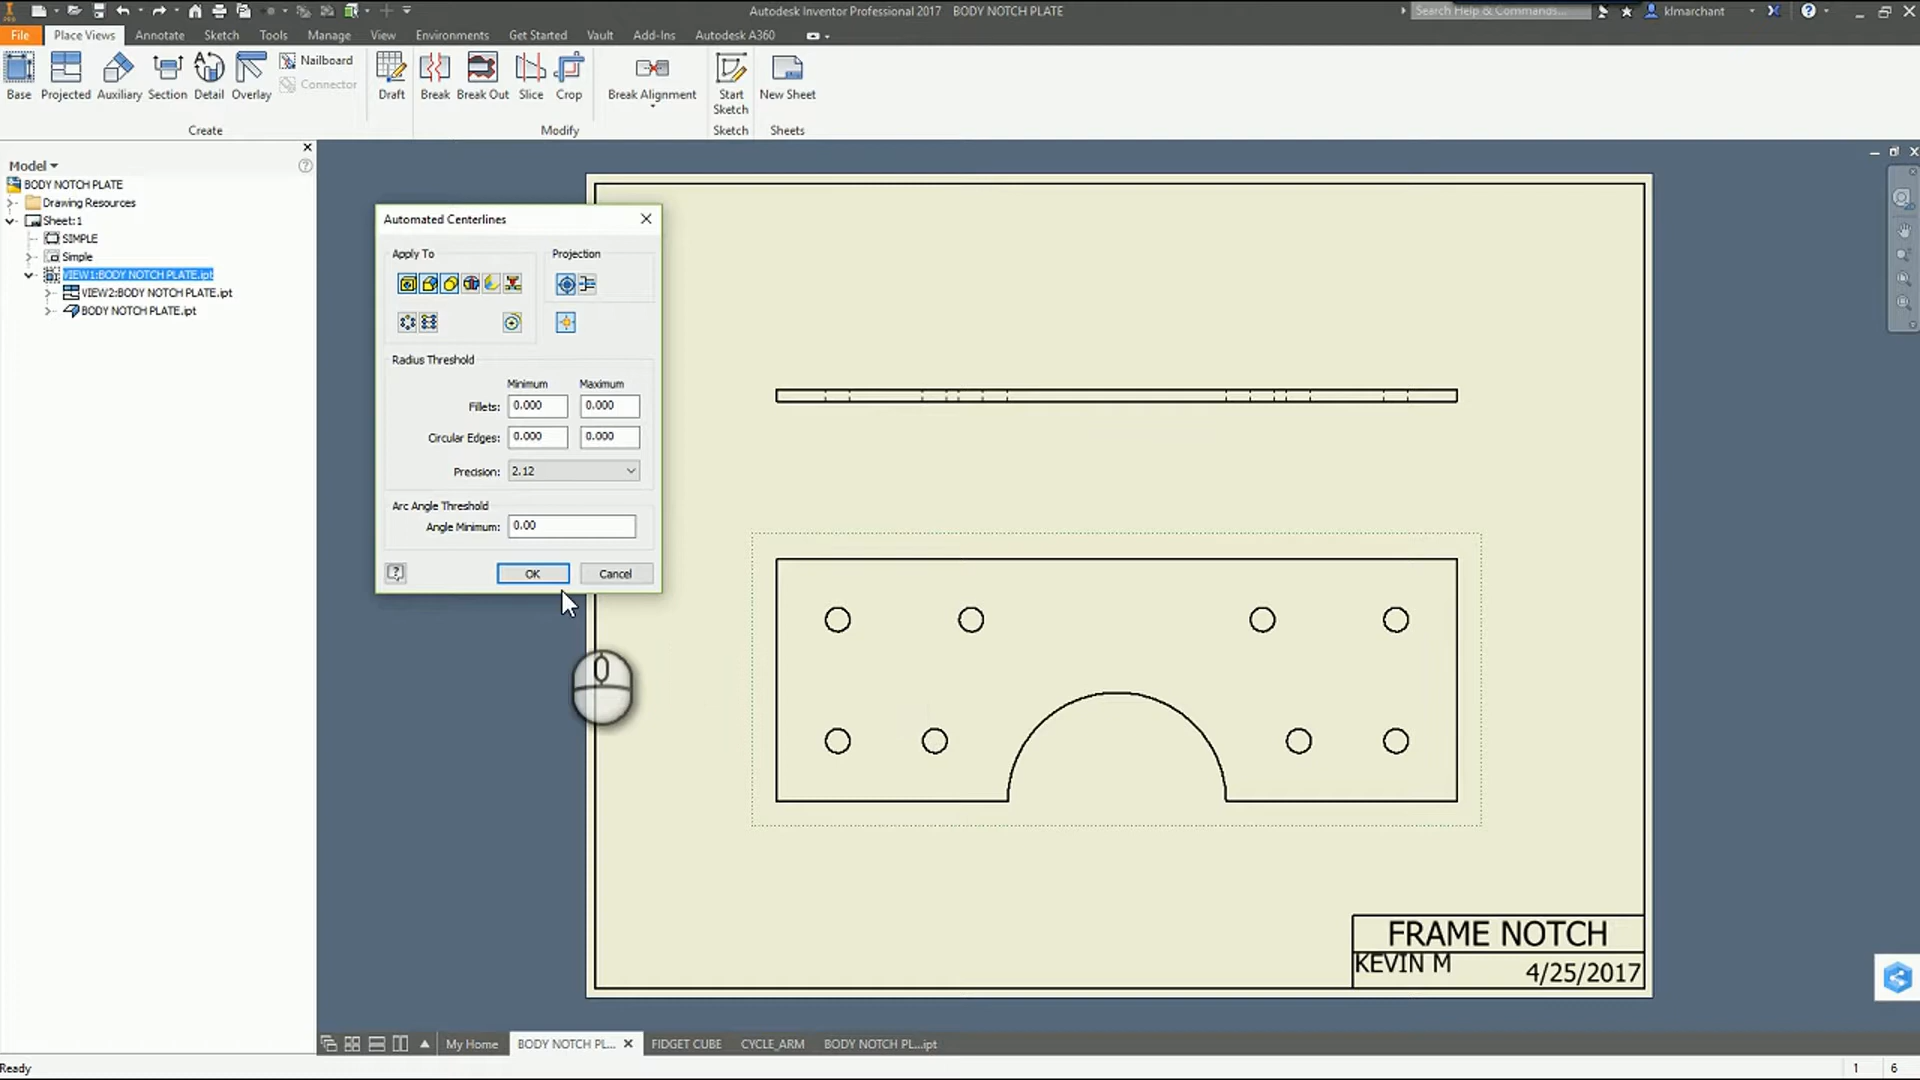 Autodesk Inventor Professional 2017 BODY NOTCH PLATE
Search Help & Commands...
klmarchant
File Place Views Annotate Sketch Tools Manage View Environments Get Started Vault Add-Ins Autodesk A360
Nailboard
Connector
Base Projected Auxiliary Section Detail Overlay Draft Break Break Out Slice Crop Break Alignment Start Sketch New Sheet
Create Modify Sketch Sheets
Model
BODY NOTCH PLATE
Drawing Resources
Sheet:1
SIMPLE
Simple
VIEW1:BODY NOTCH PLATE.ipt
VIEW2:BODY NOTCH PLATE.ipt
BODY NOTCH PLATE.ipt
Automated Centerlines
Apply To Projection
Radius Threshold
Minimum Maximum
Fillets: 0.000 0.000
Circular Edges: 0.000 0.000
Precision: 2.12
Arc Angle Threshold
Angle Minimum: 0.00
OK Cancel
FRAME NOTCH
KEVIN M
4/25/2017
My Home BODY NOTCH PL... FIDGET CUBE CYCLE_ARM BODY NOTCH PL...ipt
Ready 1 6